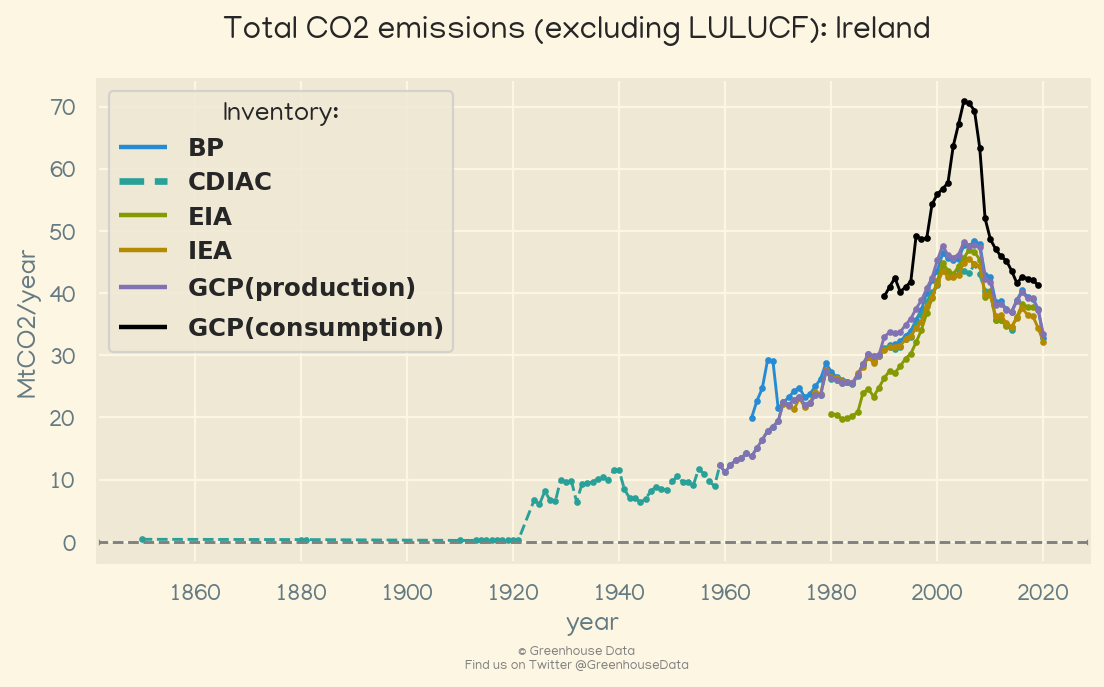 Total CO2 emissions (excluding LULUCF): Ireland
Inventory:
BP
CDIAC
EIA
IEA
GCP(production)
GCP(consumption)
MtCO2/year
70
60
50
40
30
20
10
0
1860 1880 1900 1920 1940 1960 1980 2000 2020
year
© Greenhouse Data
Find us on Twitter @GreenhouseData